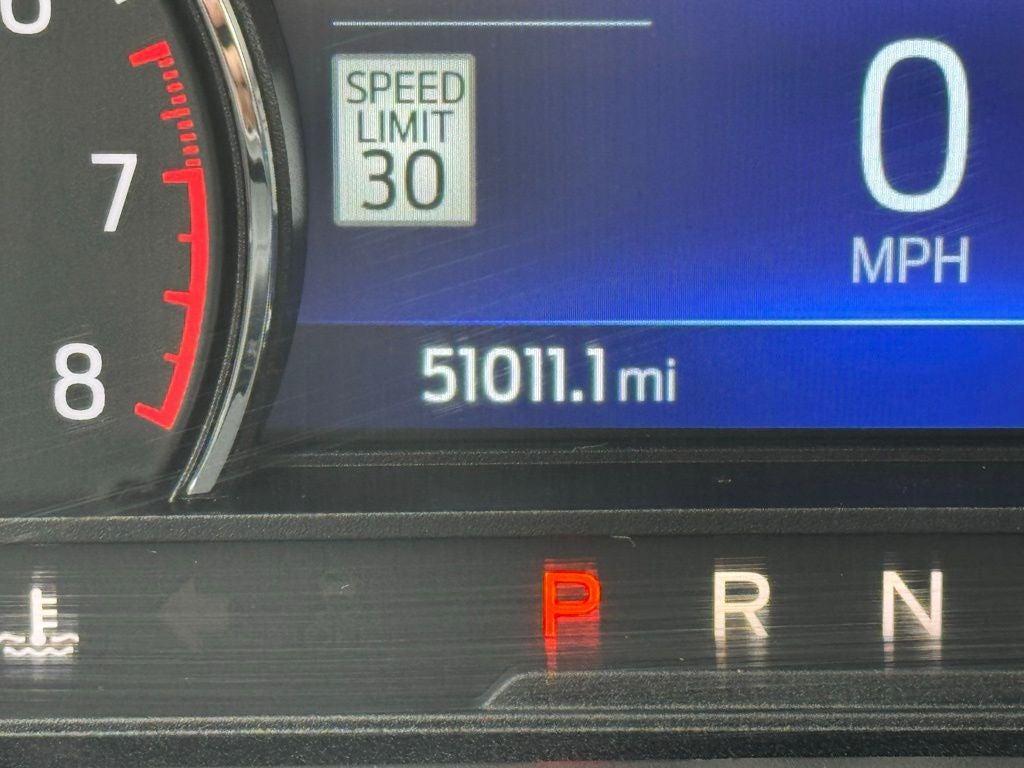 SPEED
LIMIT
30
0
MPH
7
8
51011.1 mi
P R N